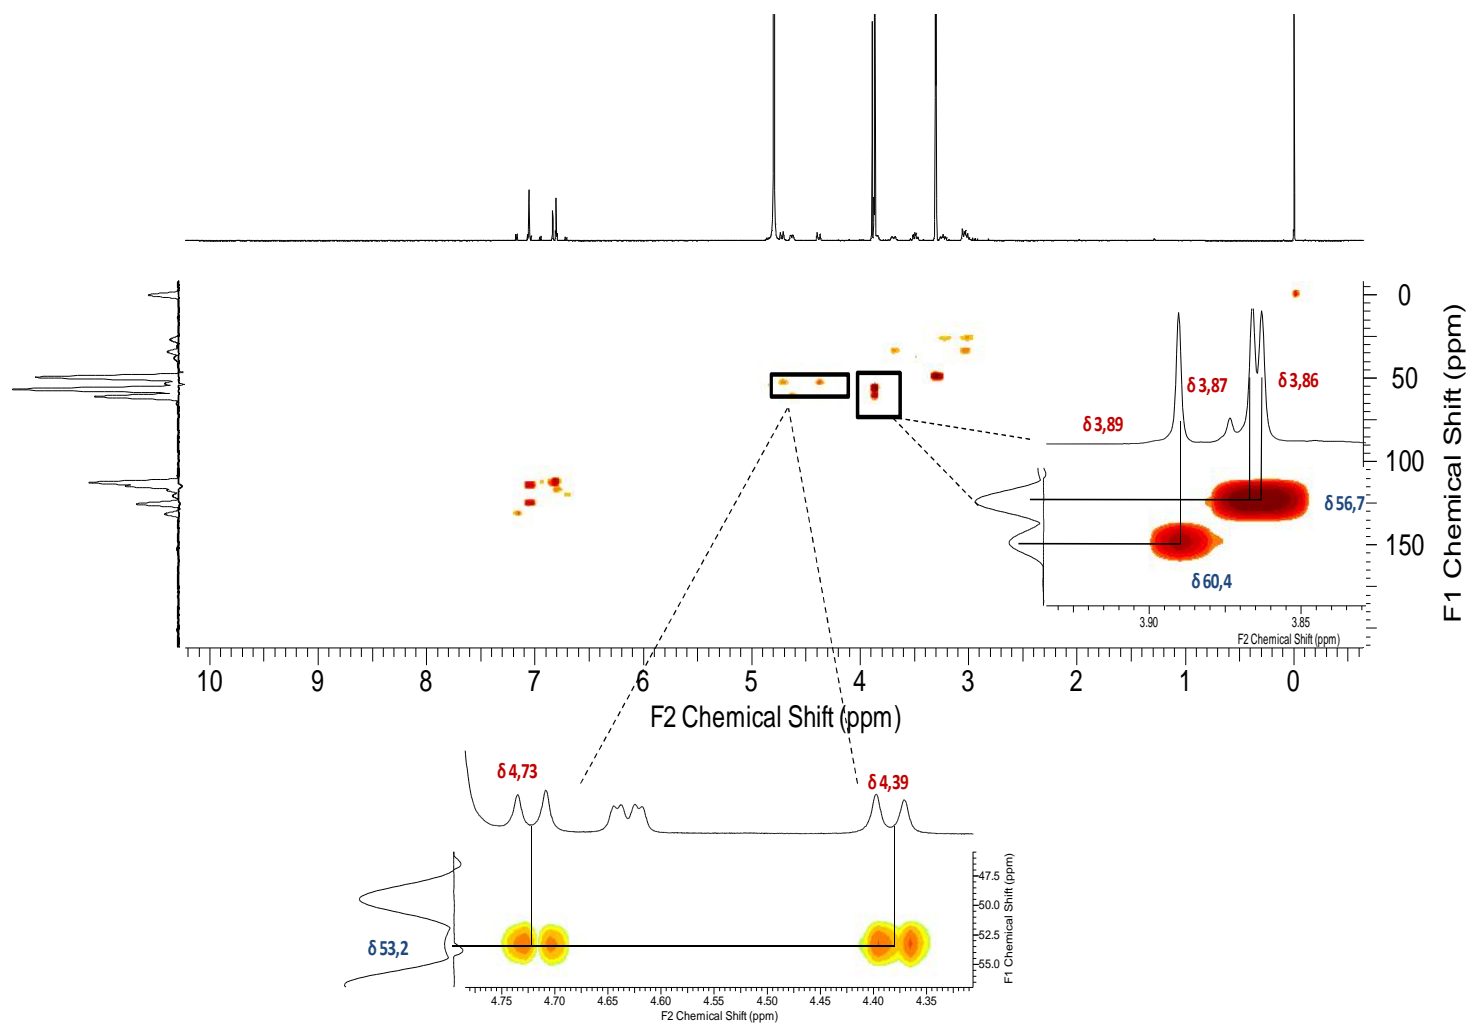 0
50
100
150
F1 Chemical Shift (ppm)
δ 3,87
δ 3,86
δ 3,89
δ 56,7
δ 60,4
3.90
3.85
F2 Chemical Shift (ppm)
10
9
8
7
6
5
4
3
2
1
0
F2 Chemical Shift (ppm)
δ 4,73
δ 4,39
δ 53,2
47.5
50.0
52.5
55.0
F1 Chemical Shift (ppm)
4.75
4.70
4.65
4.60
4.55
4.50
4.45
4.40
4.35
F2 Chemical Shift (ppm)